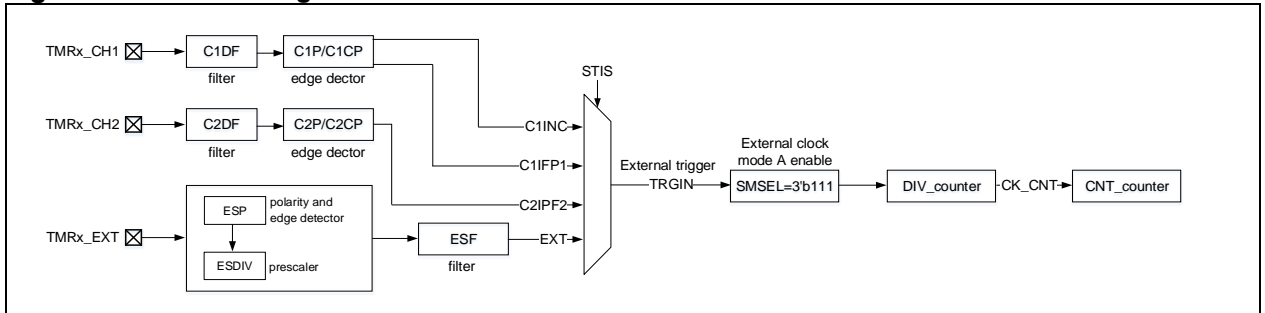 TMRx_CH1
C1DF
filter
C1P/C1CP
edge dector
TMRx_CH2
C2DF
filter
C2P/C2CP
edge dector
TMRx_EXT
ESP
polarity and
edge detector
ESDIV
prescaler
ESF
filter
STIS
C1INC
C1IFP1
C2IPF2
EXT
External trigger
TRGIN
External clock
mode A enable
SMSEL=3'b111
DIV_counter
CK_CNT
CNT_counter